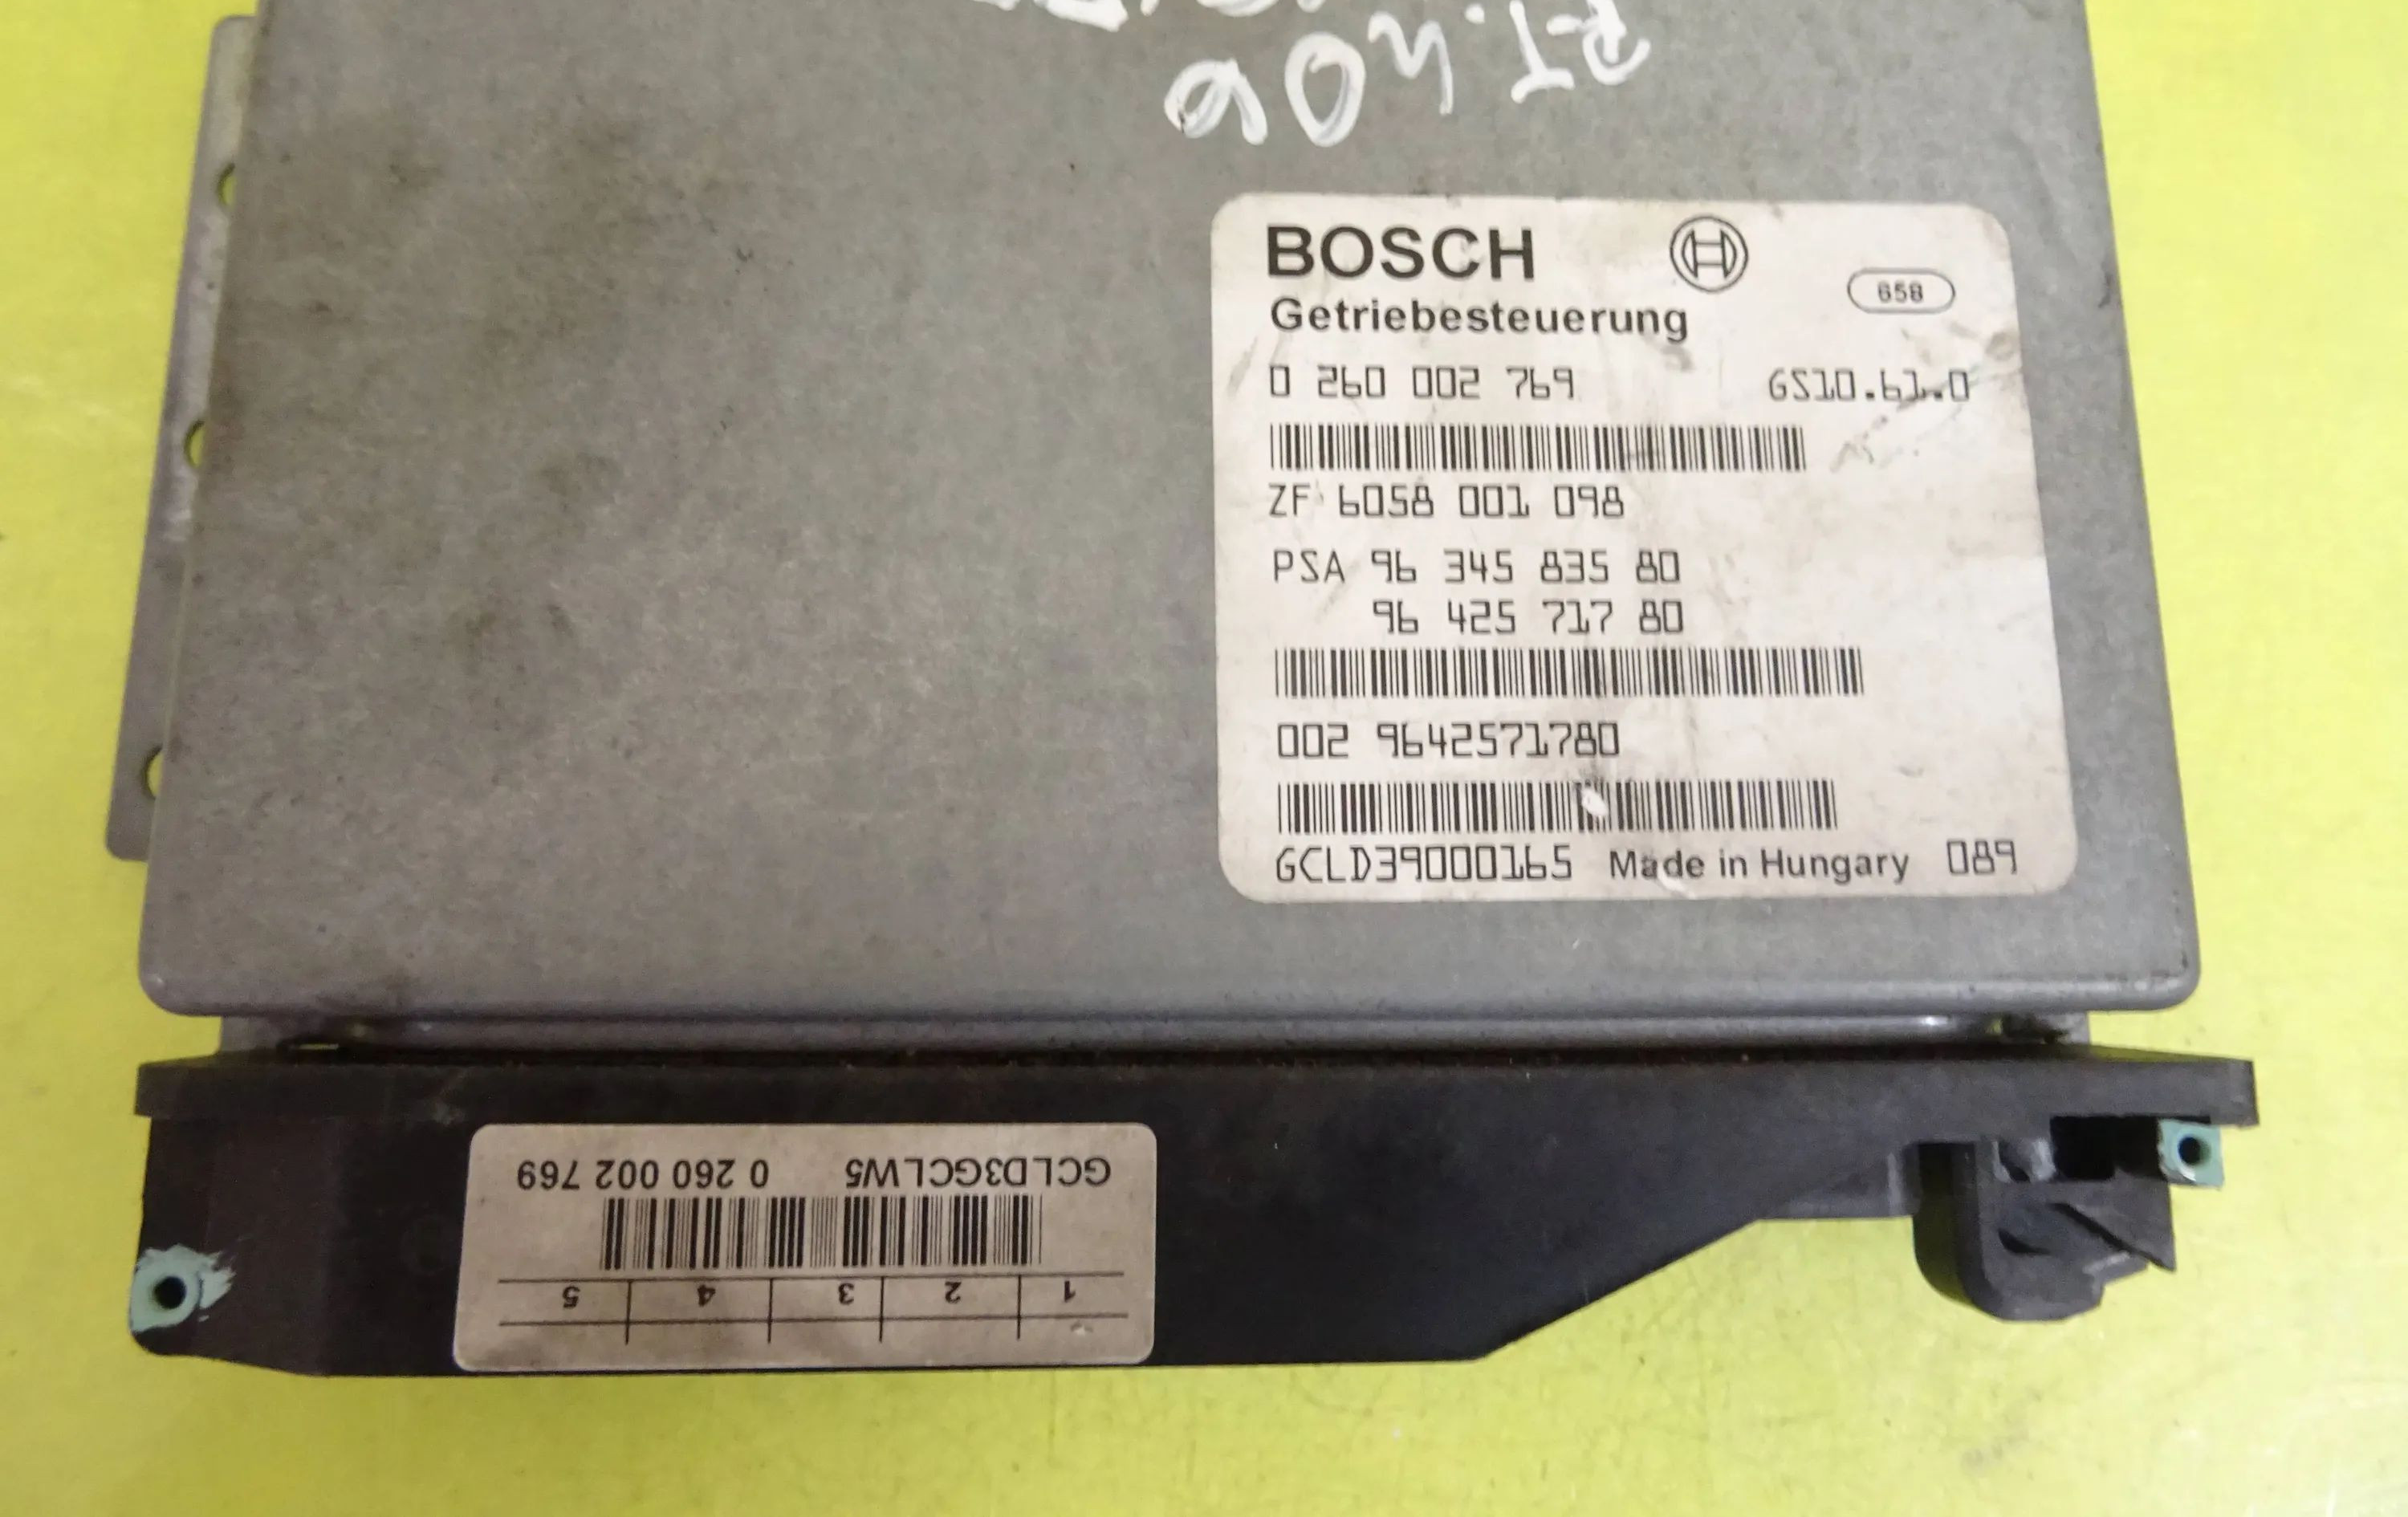 PT.406
BOSCH
658
Getriebesteuerung
0 260 002 769 GS10.61.0
ZF 6058 001 098
PSA 96 345 835 80
96 425 717 80
002 9642571780
GCLD39000165 Made in Hungary 089
GCLD3GCLW5 0 260 002 769
1 2 3 4 5